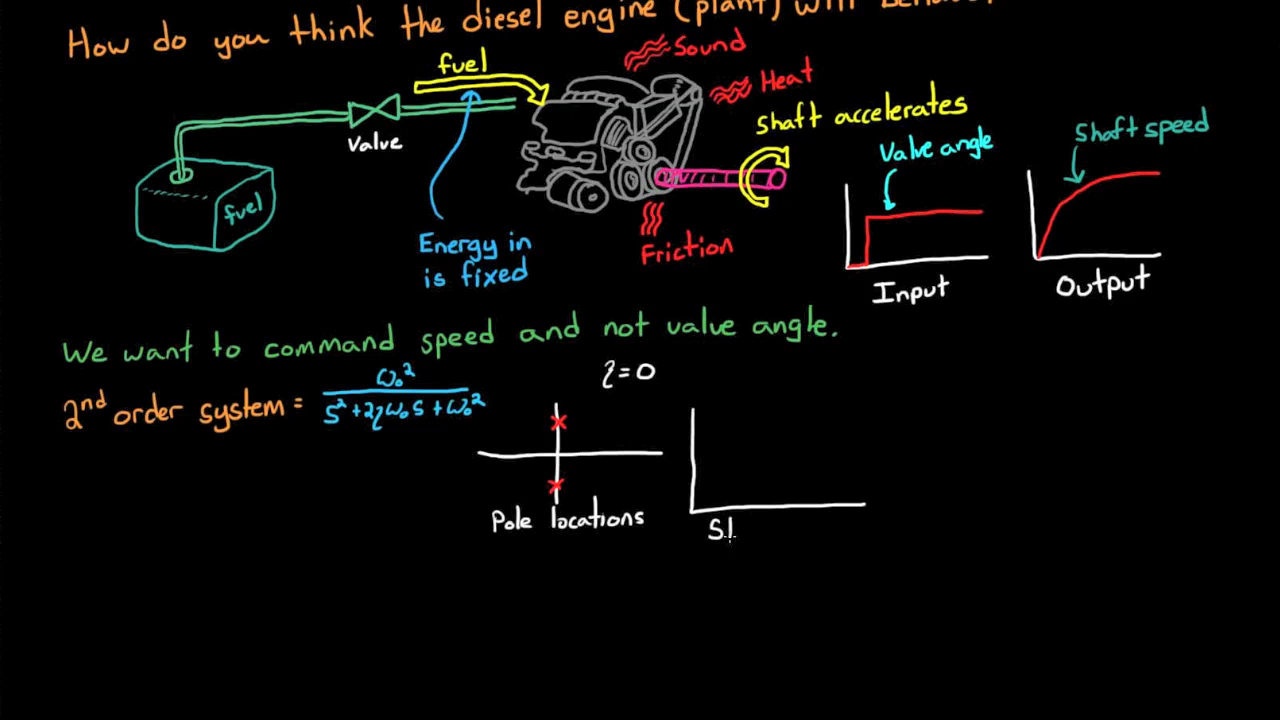 How do you think the diesel engine (plant) will behave?
fuel
Sound
Heat
Shaft accelerates
Valve
fuel
Energy in
is fixed
Friction
Valve angle
Input
Shaft speed
Output
We want to command speed and not valve angle.
2nd order system = ω₀² / s² + 2ζω₀s + ω₀²
ζ = 0
Pole locations